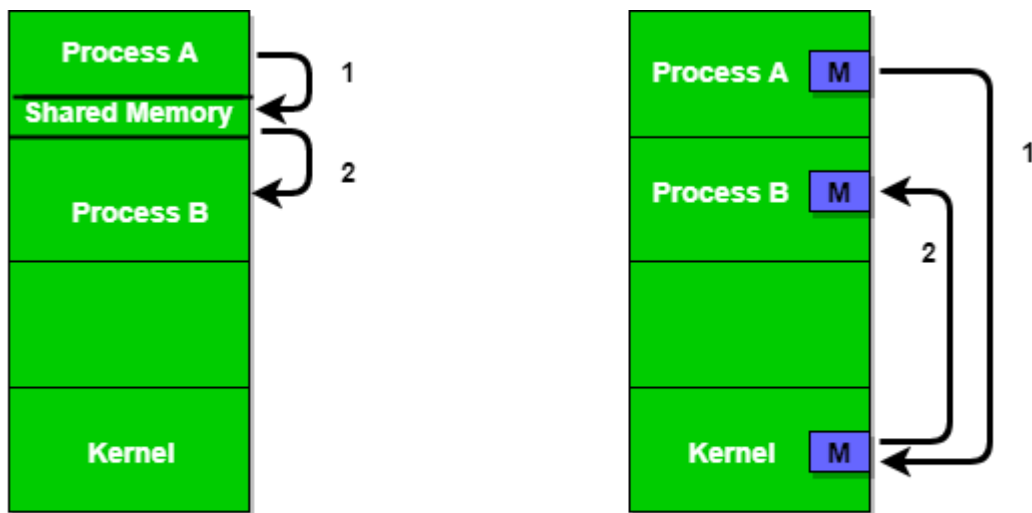 Process A
1
Shared Memory
2
Process B
Kernel
Process A M
1
Process B M
2
Kernel M